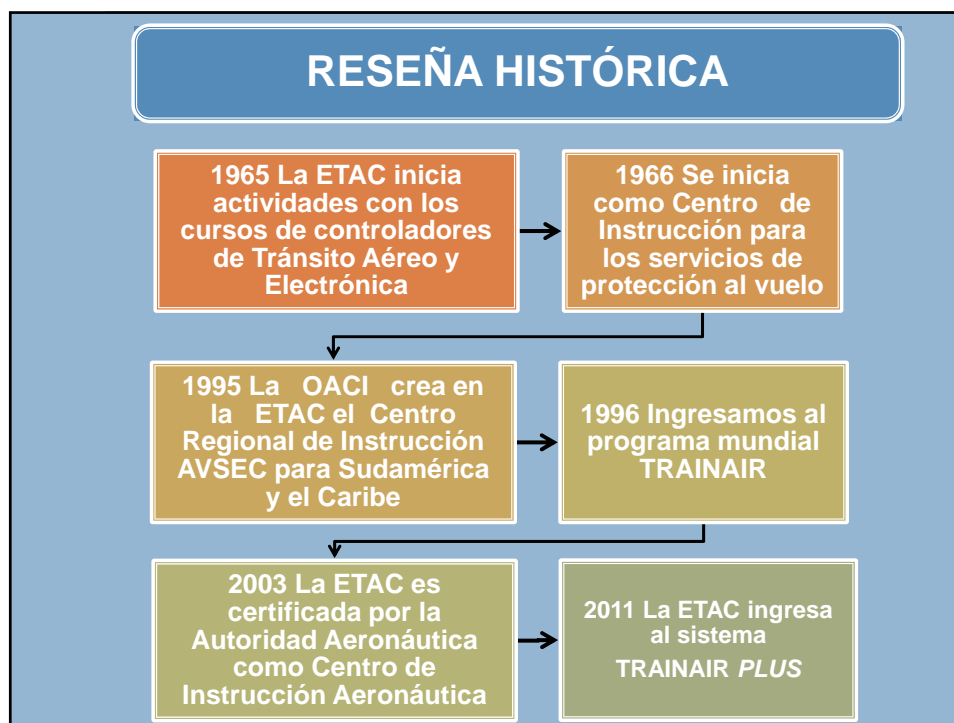 RESEÑA HISTÓRICA
1965 La ETAC inicia
actividades con los
cursos de controladores
de Tránsito Aéreo y
Electrónica
1966 Se inicia
como Centro de
Instrucción para
los servicios de
protección al vuelo
1995 La OACI crea en
la ETAC el Centro
Regional de Instrucción
AVSEC para Sudamérica
y el Caribe
1996 Ingresamos al
programa mundial
TRAINAIR
2003 La ETAC es
certificada por la
Autoridad Aeronáutica
como Centro de
Instrucción Aeronáutica
2011 La ETAC ingresa
al sistema
TRAINAIR PLUS